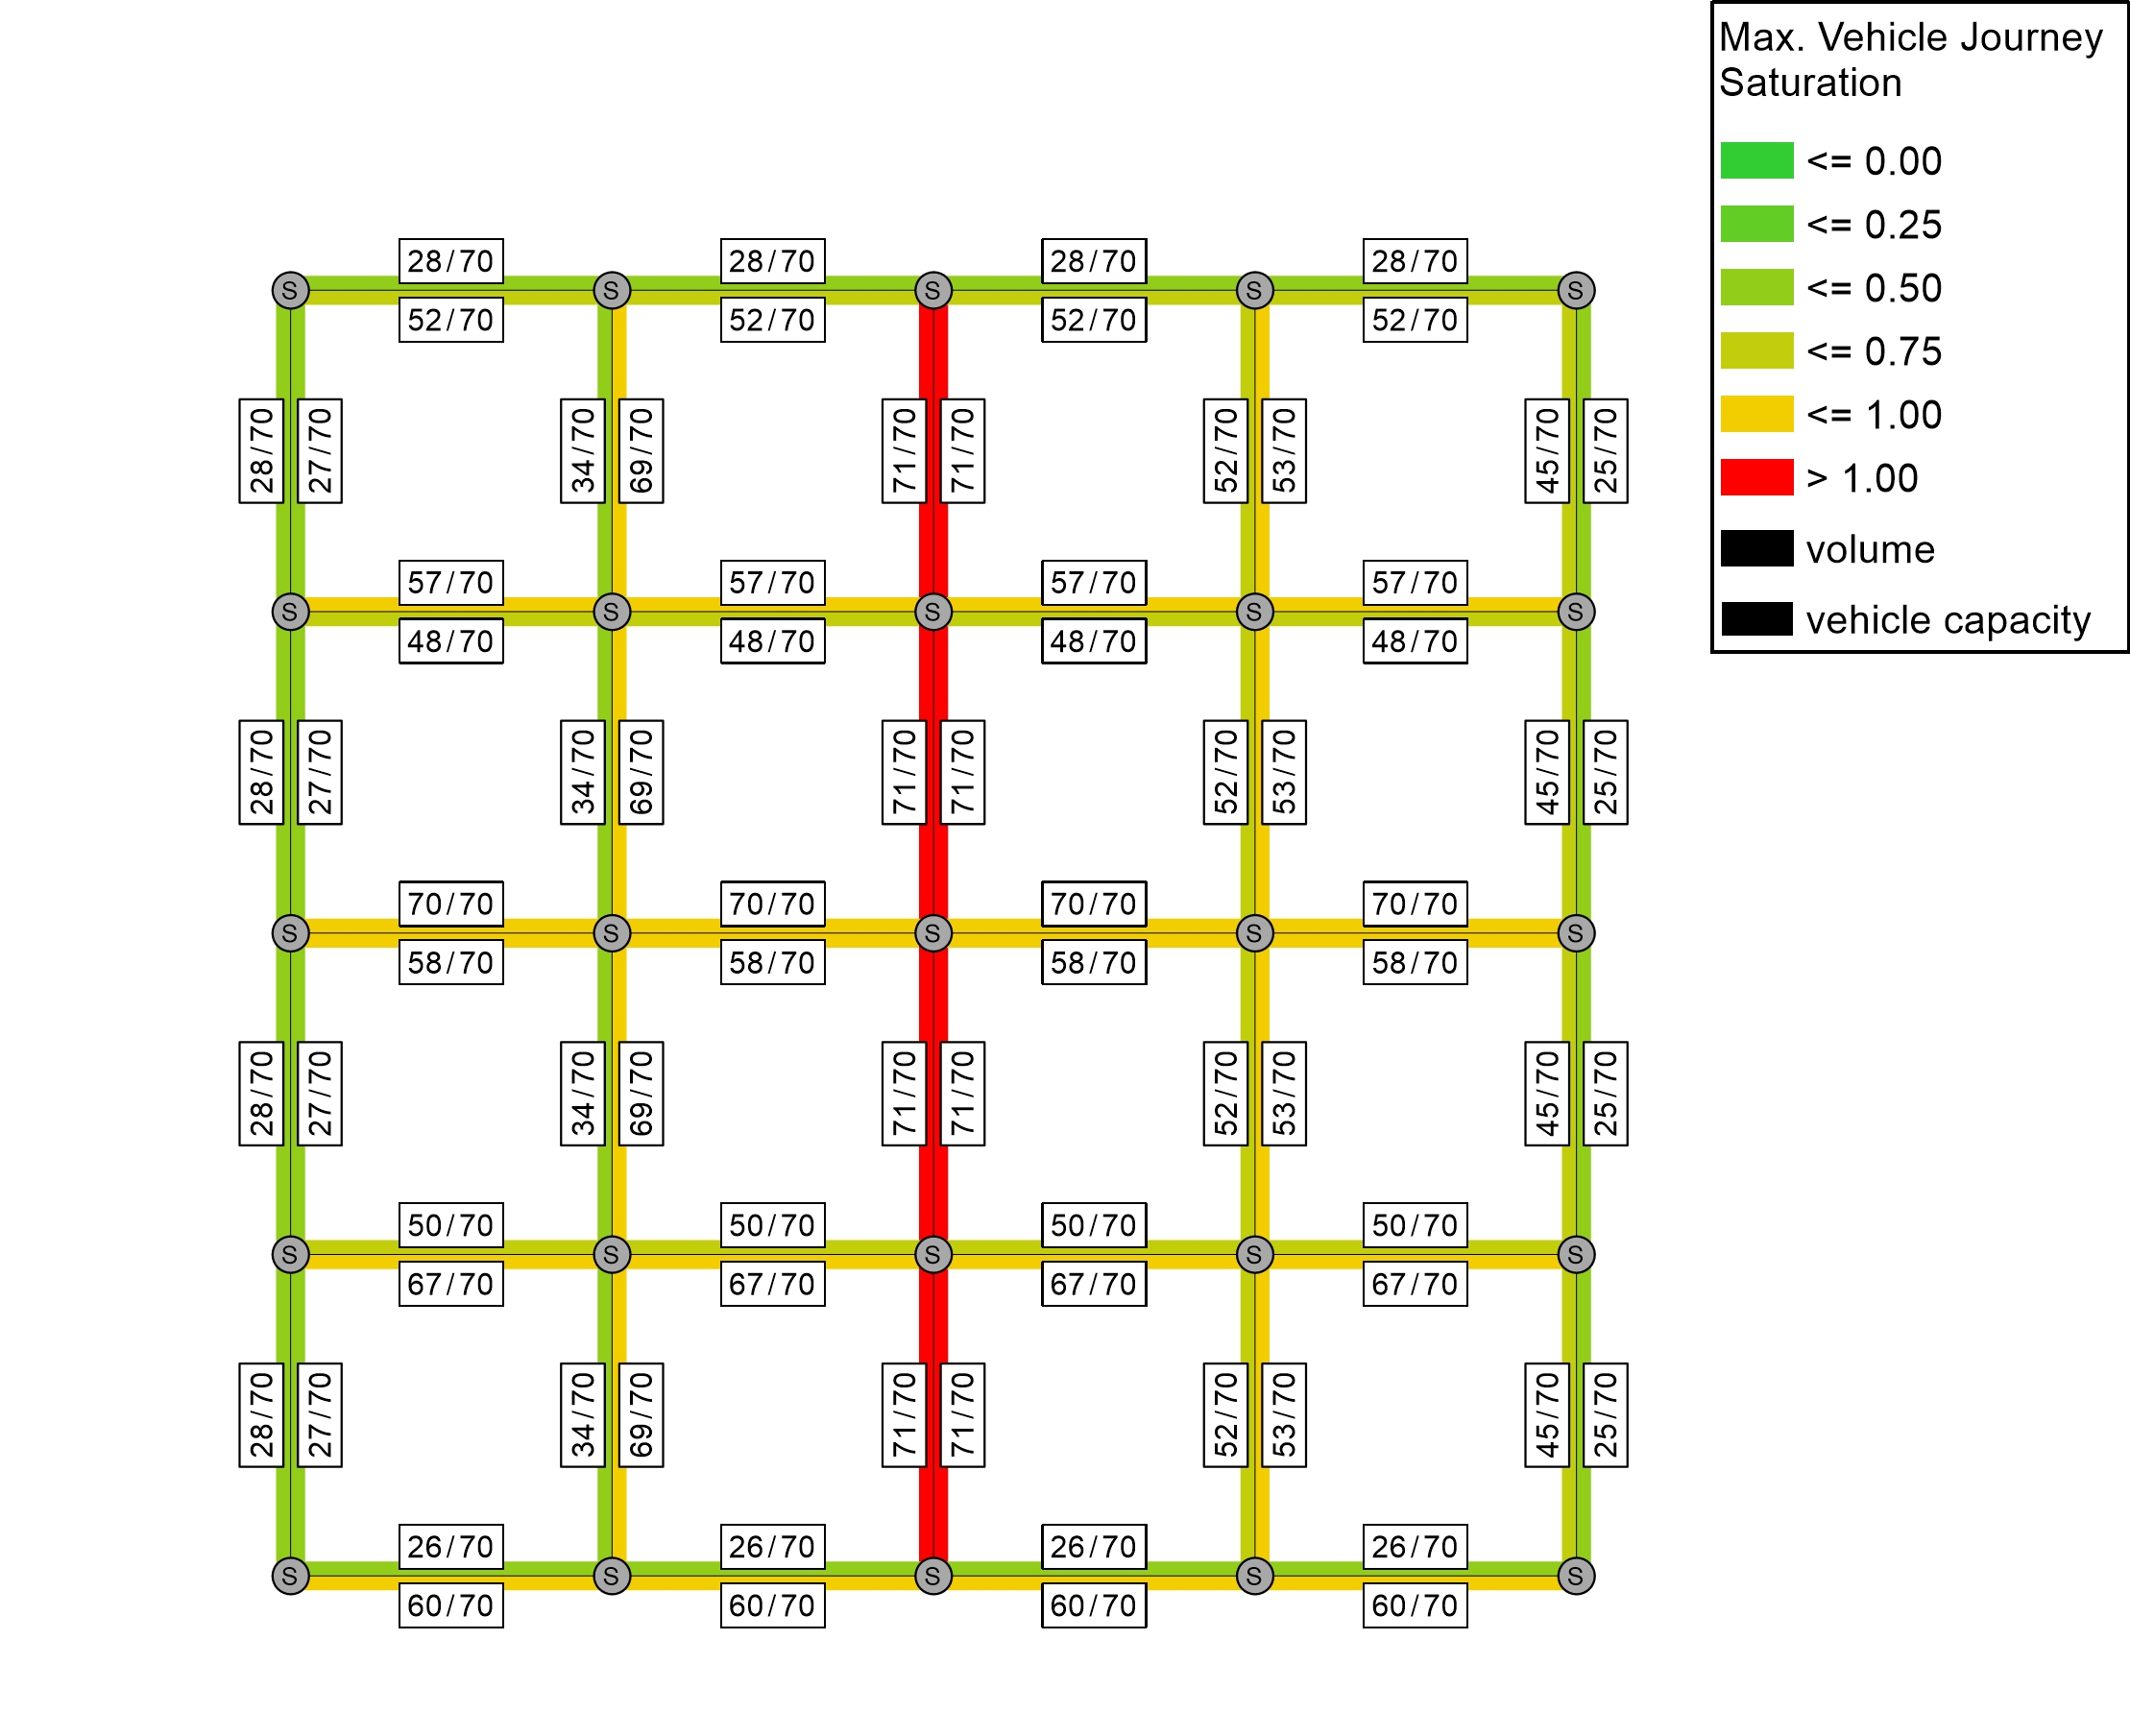 Max. Vehicle Journey
Saturation
<= 0.00
<= 0.25
<= 0.50
<= 0.75
<= 1.00
> 1.00
volume
vehicle capacity
28/70 28/70 28/70 28/70
S S S S S
52/70 52/70 52/70 52/70
28/70 27/70 34/70 69/70 71/70 71/70 52/70 53/70 45/70 25/70
57/70 57/70 57/70 57/70
S S S S S
48/70 48/70 48/70 48/70
28/70 27/70 34/70 69/70 71/70 71/70 52/70 53/70 45/70 25/70
70/70 70/70 70/70 70/70
S S S S S
58/70 58/70 58/70 58/70
28/70 27/70 34/70 69/70 71/70 71/70 52/70 53/70 45/70 25/70
50/70 50/70 50/70 50/70
S S S S S
67/70 67/70 67/70 67/70
28/70 27/70 34/70 69/70 71/70 71/70 52/70 53/70 45/70 25/70
26/70 26/70 26/70 26/70
S S S S S
60/70 60/70 60/70 60/70